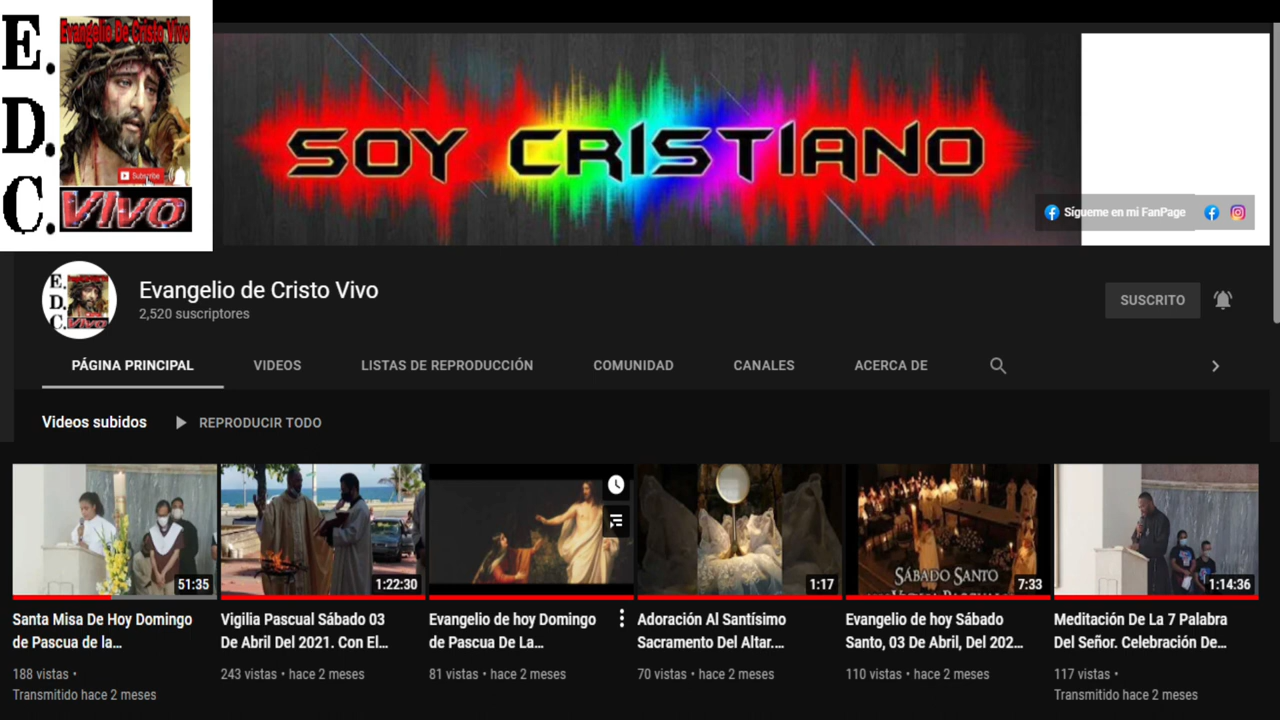 E.
D.
C.
Evangelio De Cristo Vivo
Subscribe
Vivo
SOY CRISTIANO
Sígueme en mi FanPage
E.
D.
C.
Vivo
Evangelio de Cristo Vivo
2,520 suscriptores
SUSCRITO
PÁGINA PRINCIPAL
VIDEOS
LISTAS DE REPRODUCCIÓN
COMUNIDAD
CANALES
ACERCA DE
Videos subidos
REPRODUCIR TODO
51:35
1:22:30
1:17
SÁBADO SANTO
7:33
1:14:36
Santa Misa De Hoy Domingo
de Pascua de la...
188 vistas •
Transmitido hace 2 meses
Vigilia Pascual Sábado 03
De Abril Del 2021. Con El...
243 vistas • hace 2 meses
Evangelio de hoy Domingo
de Pascua De La...
81 vistas • hace 2 meses
Adoración Al Santísimo
Sacramento Del Altar....
70 vistas • hace 2 meses
Evangelio de hoy Sábado
Santo, 03 De Abril, Del 202...
110 vistas • hace 2 meses
Meditación De La 7 Palabra
Del Señor. Celebración De...
117 vistas •
Transmitido hace 2 meses